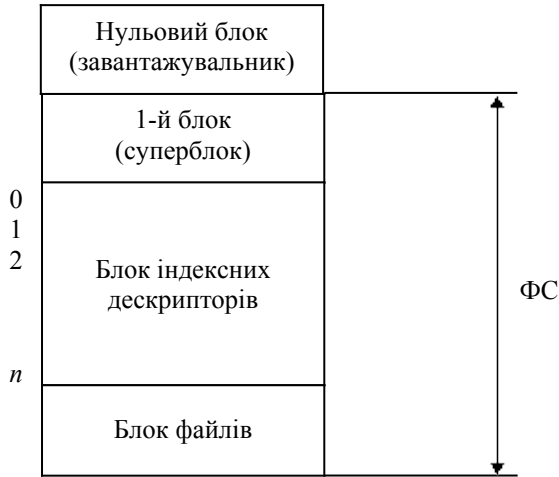 Нульовий блок
(завантажувальник)
1-й блок
(суперблок)
0
1
2
Блок індексних
дескрипторів
ФС
n
Блок файлів